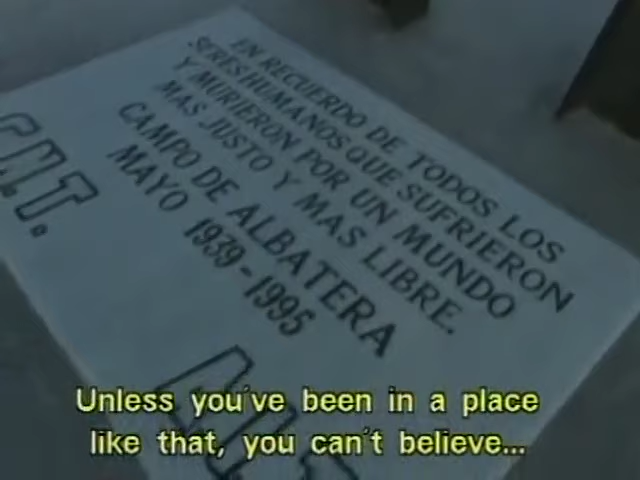 EN RECUERDO DE TODOS LOS
SERES HUMANOS QUE SUFRIERON
Y MURIERON POR UN MUNDO
MAS JUSTO Y MAS LIBRE.
CAMPO DE ALBATERA
MAYO 1939-1995
C.N.T.
Unless you've been in a place
like that, you can't believe...